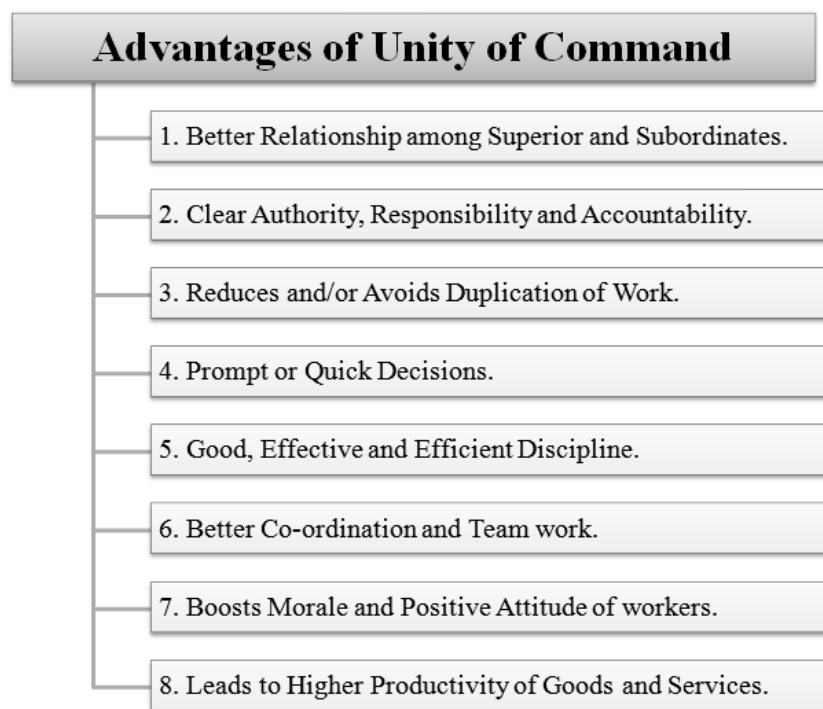 Advantages of Unity of Command
1. Better Relationship among Superior and Subordinates.
2. Clear Authority, Responsibility and Accountability.
3. Reduces and/or Avoids Duplication of Work.
4. Prompt or Quick Decisions.
5. Good, Effective and Efficient Discipline.
6. Better Co-ordination and Team work.
7. Boosts Morale and Positive Attitude of workers.
8. Leads to Higher Productivity of Goods and Services.